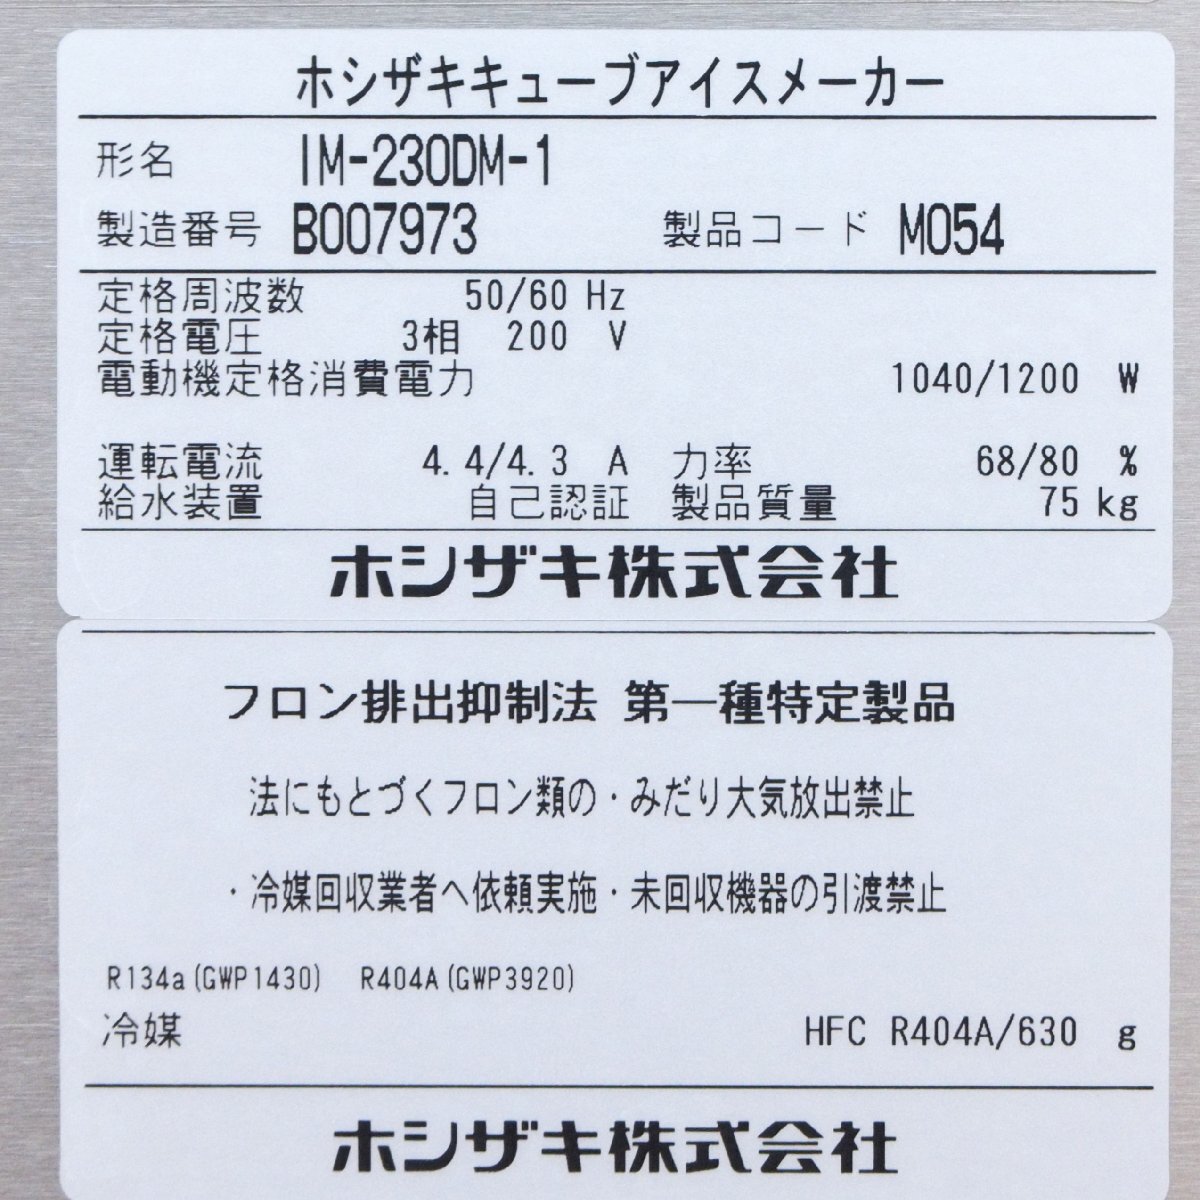 ホシザキキューブアイスメーカー
形名 IM-230DM-1
製造番号 B007973 製品コード M054
定格周波数 50/60 Hz
定格電圧 3相 200 V
電動機定格消費電力 1040/1200 W
運転電流 4.4/4.3 A 力率 68/80 %
給水装置 自己認証 製品質量 75 kg
ホシザキ株式会社
フロン排出抑制法 第一種特定製品
法にもとづくフロン類の・みだり大気放出禁止
・冷媒回収業者へ依頼実施・未回収機器の引渡禁止
R134a(GWP1430) R404A(GWP3920)
冷媒 HFC R404A/630 g
ホシザキ株式会社